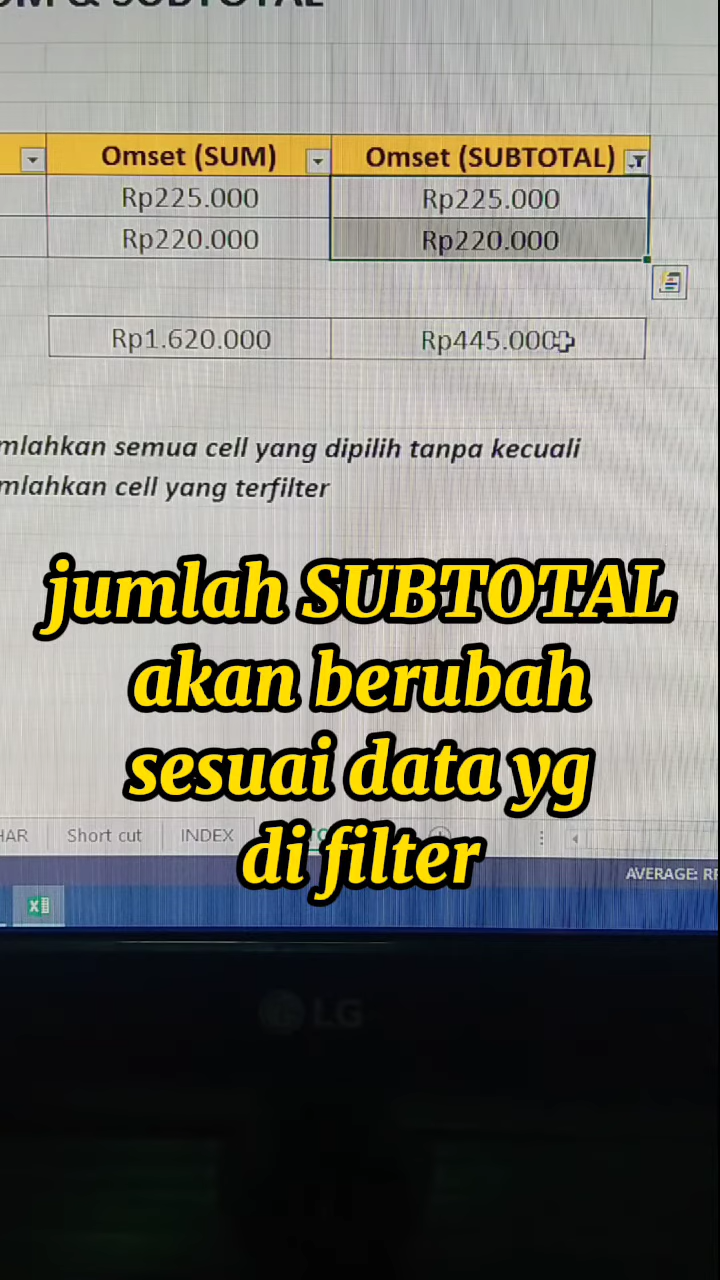 & SUBTOTAL
Omset (SUM) Omset (SUBTOTAL)
Rp225.000 Rp225.000
Rp220.000 Rp220.000
Rp1.620.000 Rp445.000
mlahkan semua cell yang dipilih tanpa kecuali
mlahkan cell yang terfilter
jumlah SUBTOTAL
akan berubah
sesuai data yg
di filter
HAR Short cut INDEX
AVERAGE: RP
LG